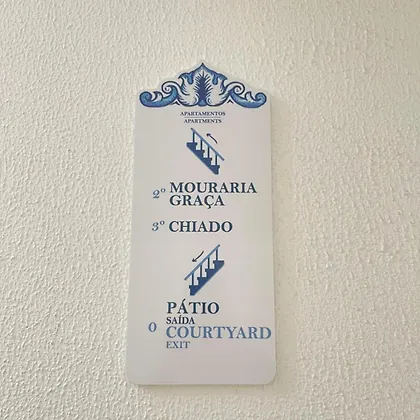 APARTAMENTOS
APARTMENTS
2º MOURARIA
GRAÇA
3º CHIADO
PÁTIO
SAÍDA
0 COURTYARD
EXIT